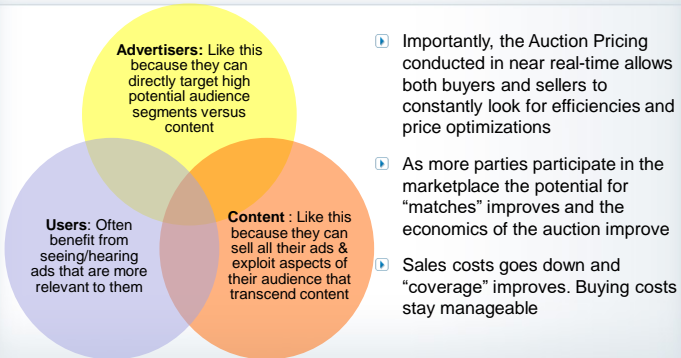 Advertisers: Like this
because they can
directly target high
potential audience
segments versus
content
Users: Often
benefit from
seeing/hearing
ads that are more
relevant to them
Content : Like this
because they can
sell all their ads &
exploit aspects of
their audience that
transcend content
Importantly, the Auction Pricing
conducted in near real-time allows
both buyers and sellers to
constantly look for efficiencies and
price optimizations
As more parties participate in the
marketplace the potential for
“matches” improves and the
economics of the auction improve
Sales costs goes down and
“coverage” improves. Buying costs
stay manageable